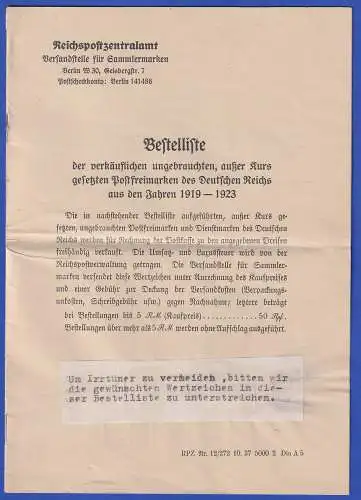 Reichspostzentralamt
Versandstelle für Sammlermarken
Berlin W 30, Geisbergstr. 7
Postscheckkonto: Berlin 141488
Bestelliste
der verkäuflichen ungebrauchten, außer Kurs
gesetzten Postfreimarken des Deutschen Reichs
aus den Jahren 1919 — 1923
Die in nachstehender Bestelliste aufgeführten, außer Kurs ge-
setzten, ungebrauchten Postfreimarken und Dienstmarken des Deutschen
Reichs werden für Rechnung der Postkasse zu den angegebenen Preisen
freihändig verkauft. Die Umsatz- und Luxussteuer wird von der
Reichspostverwaltung getragen. Die Versandstelle für Sammler-
marken versendet diese Wertzeichen unter Anrechnung des Kaufpreises
und einer Gebühr zur Deckung der Versandkosten (Verpackungs-
unkosten, Schreibgebühr usw.) gegen Nachnahme; letztere beträgt
bei Bestellungen bis 5 RM (Kaufpreis) ............ 50 Rpf.
Bestellungen über mehr als 5 RM werden ohne Aufschlag ausgeführt.
Um Irrtümer zu vermeiden ,bitten wir
die gewünschten Wertzeichen in die-
ser Bestelliste zu unterstreichen.
RPZ. Nr. 12/272 10. 37 5000 2 Din A 5